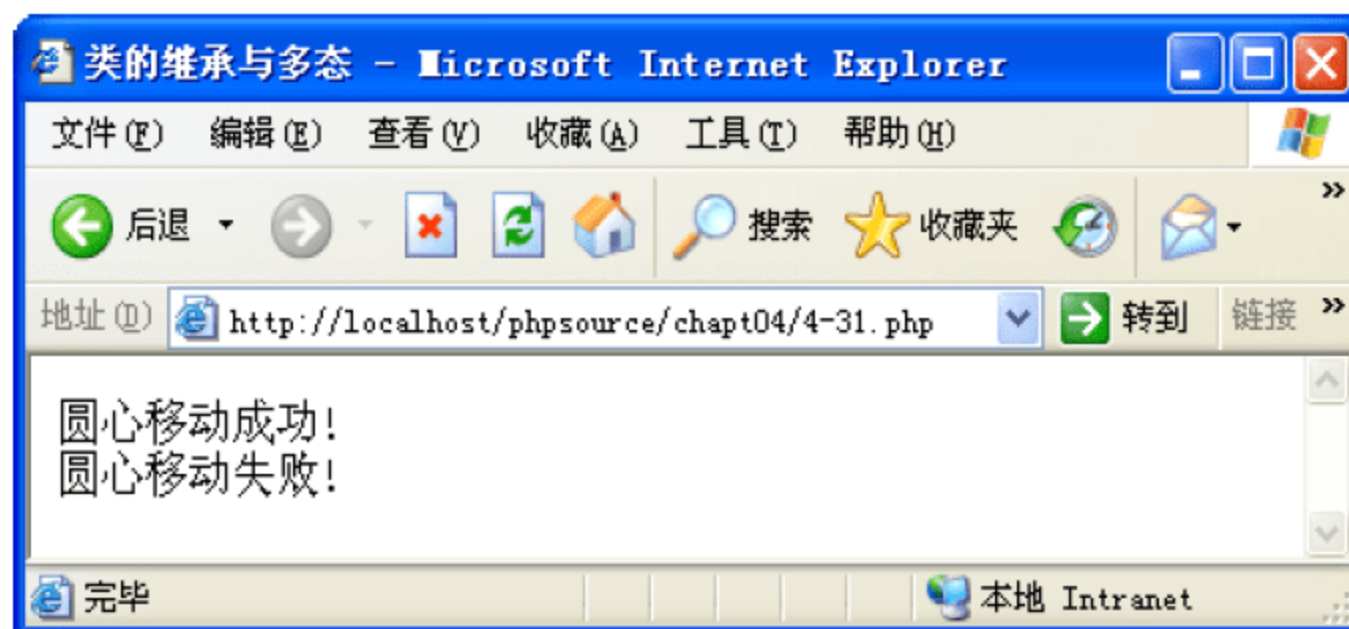 类的继承与多态 - Microsoft Internet Explorer
文件(F) 编辑(E) 查看(V) 收藏(A) 工具(T) 帮助(H)
后退 搜索 收藏夹 »
地址(D) http://localhost/phpsource/chapt04/4-31.php 转到 链接 »
圆心移动成功!
圆心移动失败!
完毕 本地 Intranet